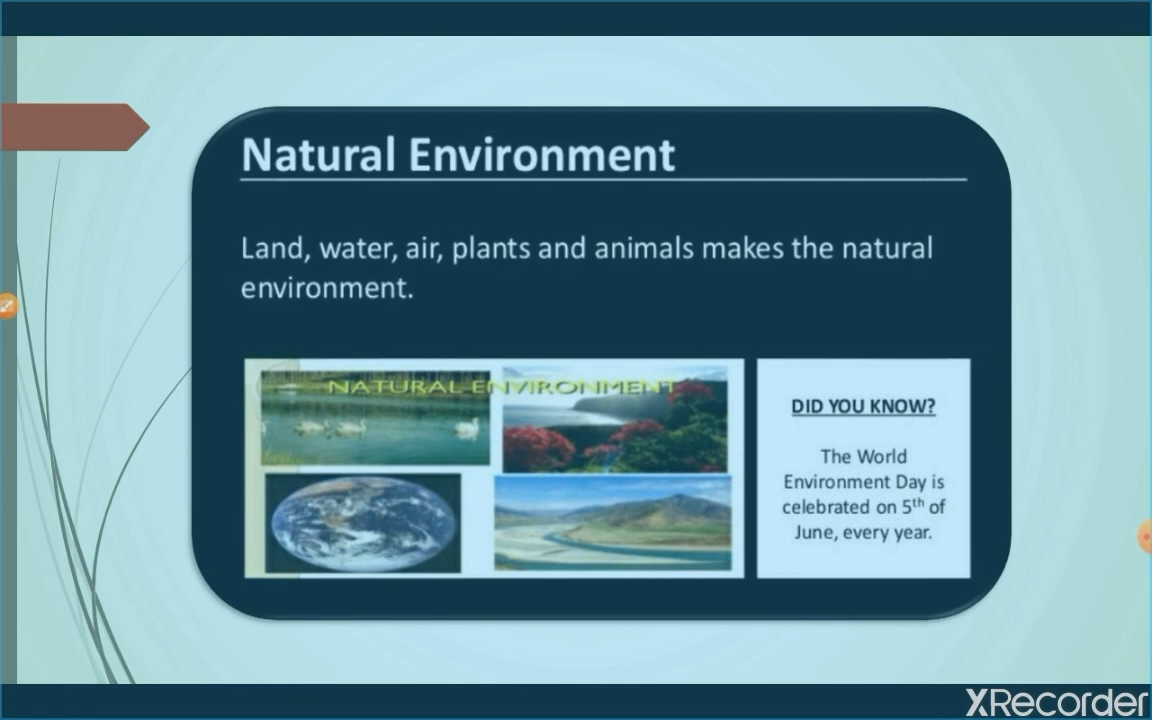 Natural Environment
Land, water, air, plants and animals makes the natural
environment.
NATURAL ENVIRONMENT
DID YOU KNOW?
The World
Environment Day is
celebrated on 5th of
June, every year.
XRecorder